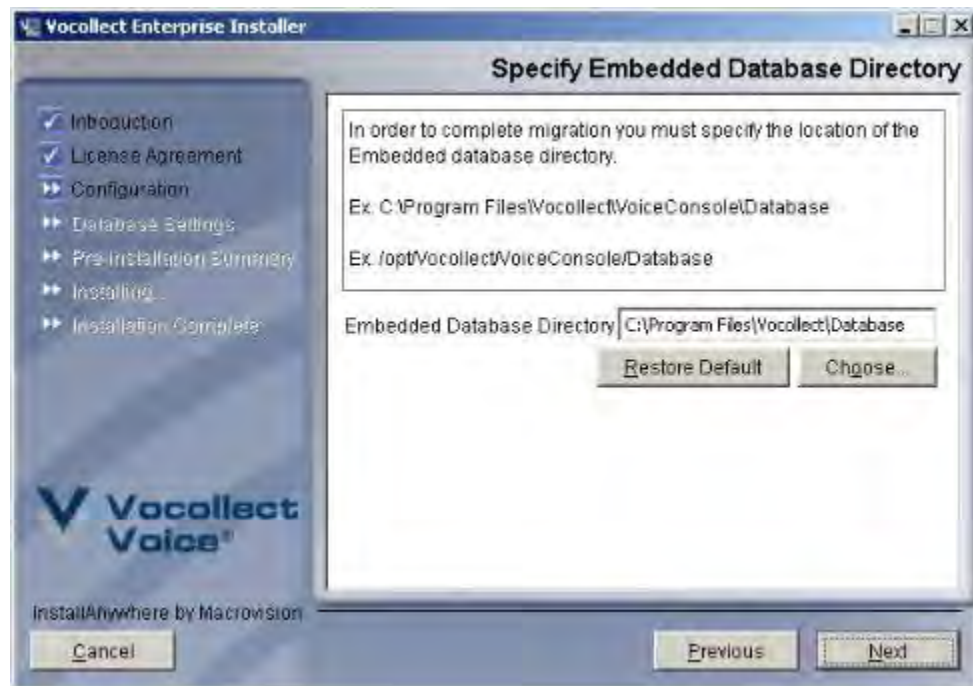 Vocollect Enterprise Installer
Specify Embedded Database Directory
Introduction
License Agreement
Configuration
Database Settings
Pre-Installation Summary
Installing...
Installation Complete
In order to complete migration you must specify the location of the
Embedded database directory.
Ex. C:\Program Files\Vocollect\VoiceConsole\Database
Ex. /opt/Vocollect/VoiceConsole/Database
Embedded Database Directory C:\Program Files\Vocollect\Database
Restore Default
Choose...
Vocollect
Voice®
InstallAnywhere by Macrovision
Cancel
Previous
Next